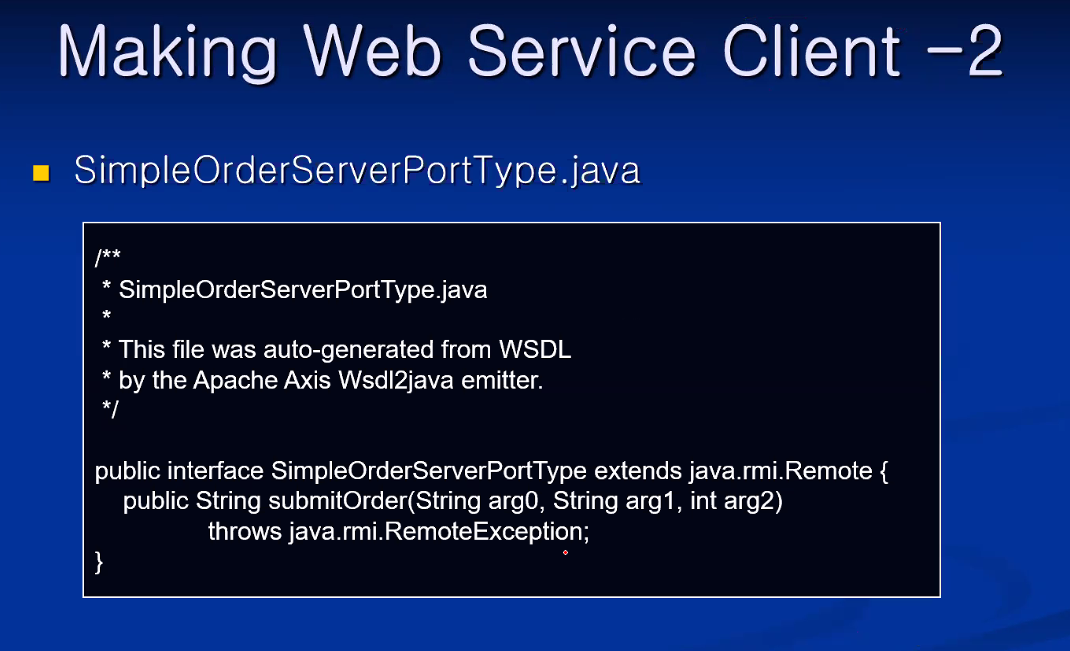 Making Web Service Client -2
SimpleOrderServerPortType.java
/**
* SimpleOrderServerPortType.java
*
* This file was auto-generated from WSDL
* by the Apache Axis Wsdl2java emitter.
*/
public interface SimpleOrderServerPortType extends java.rmi.Remote {
public String submitOrder(String arg0, String arg1, int arg2)
throws java.rmi.RemoteException;
}